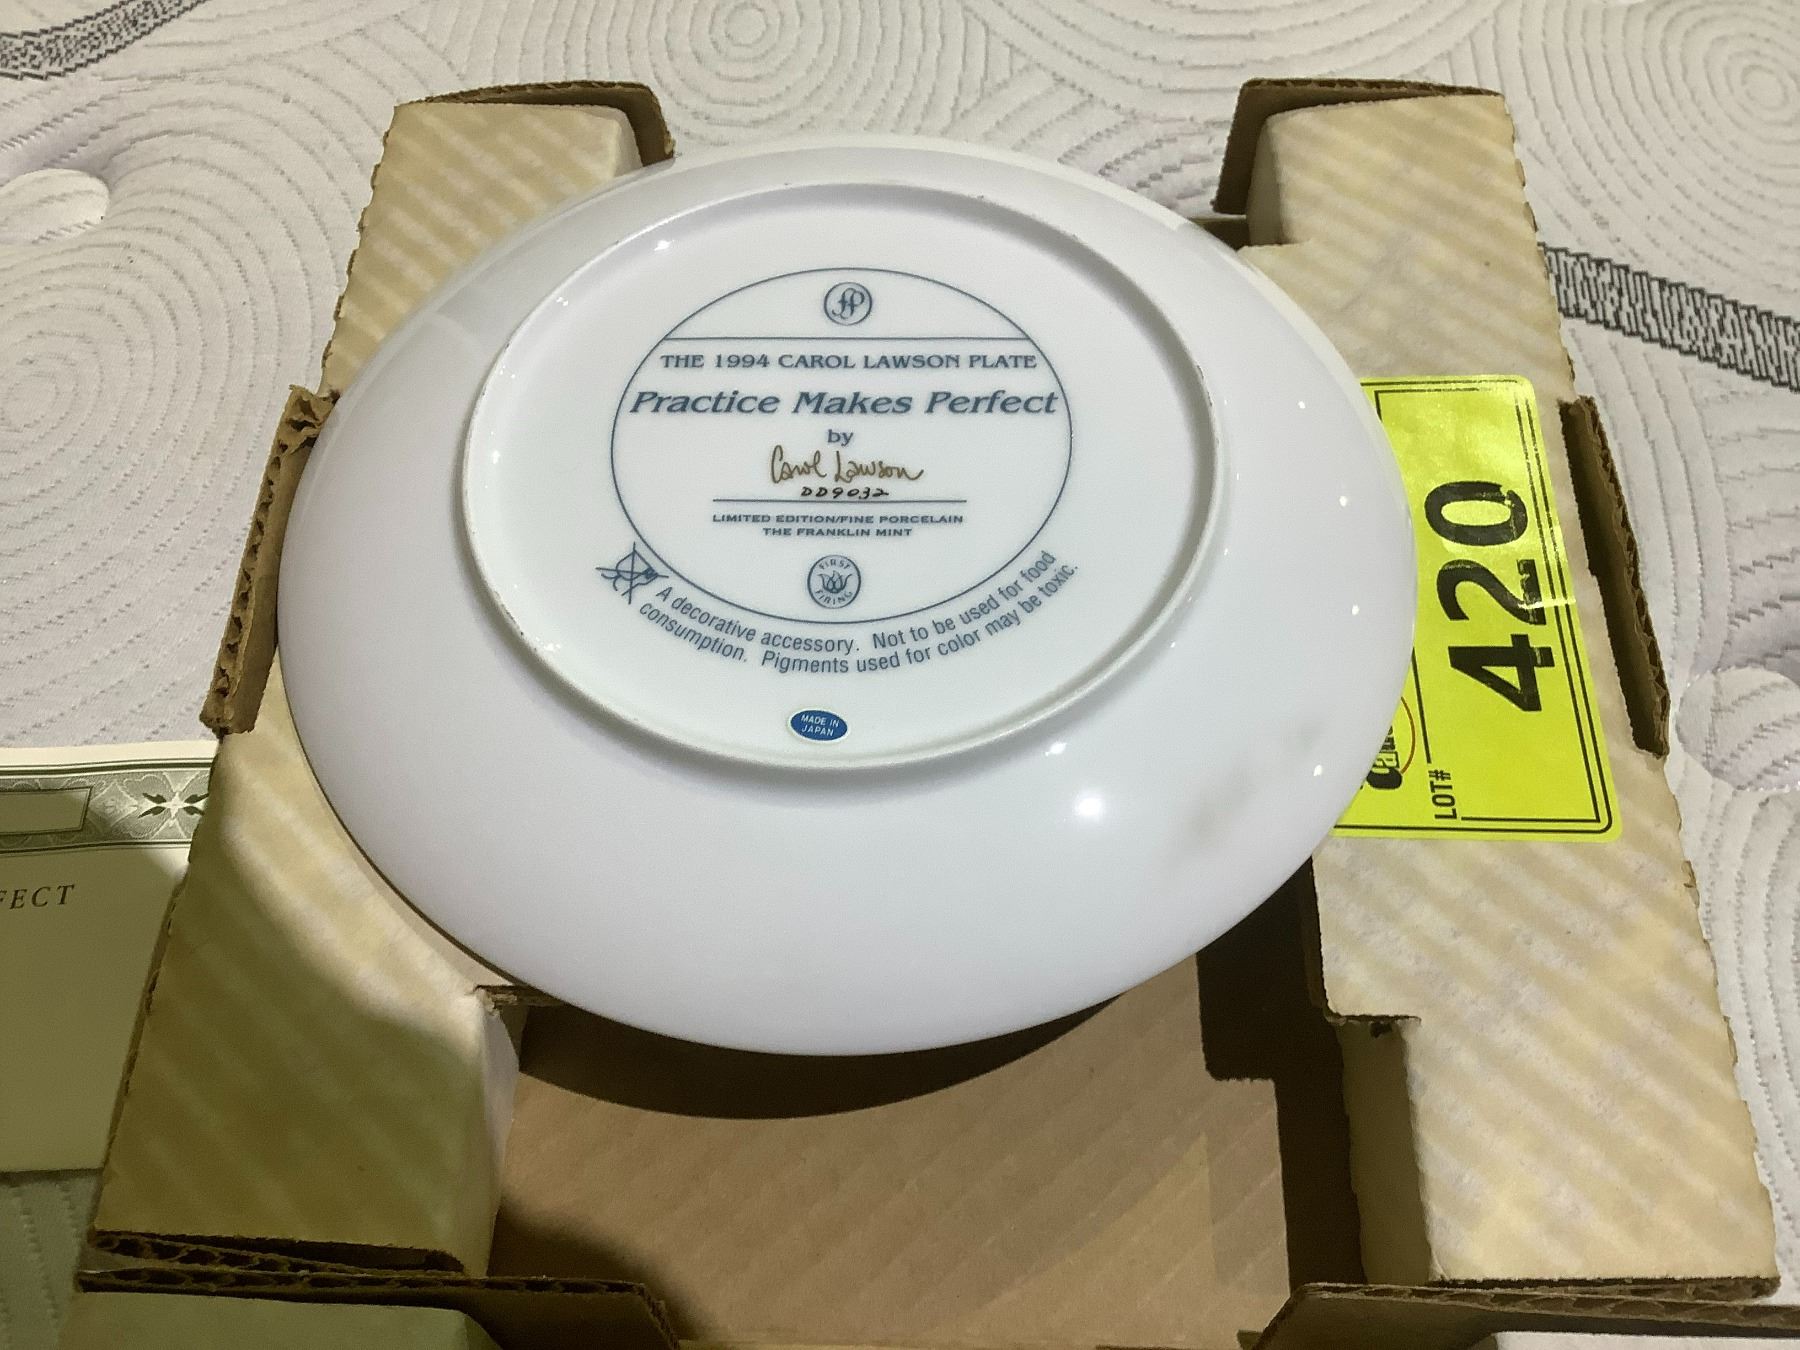 THE 1994 CAROL LAWSON PLATE
Practice Makes Perfect
by
Carol Lawson
DD9032
LIMITED EDITION/FINE PORCELAIN
THE FRANKLIN MINT
FIRST
FIRING
A decorative accessory. Not to be used for food
consumption. Pigments used for color may be toxic.
MADE IN
JAPAN
LOT#
420
FECT